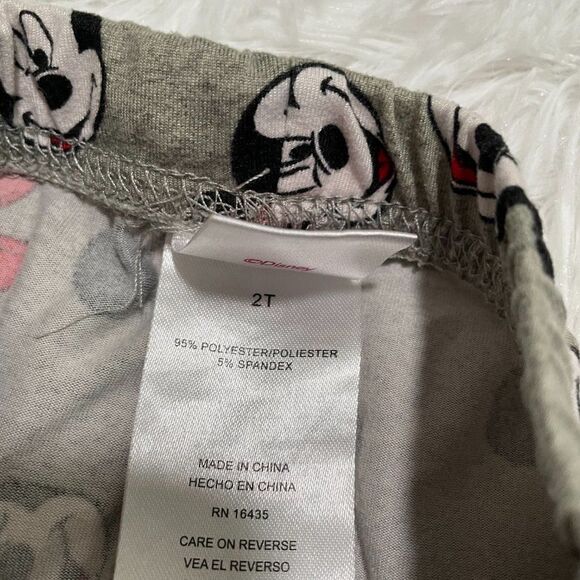 ©Disney
2T
95% POLYESTER/POLIESTER
5% SPANDEX
MADE IN CHINA
HECHO EN CHINA
RN 16435
CARE ON REVERSE
VEA EL REVERSO